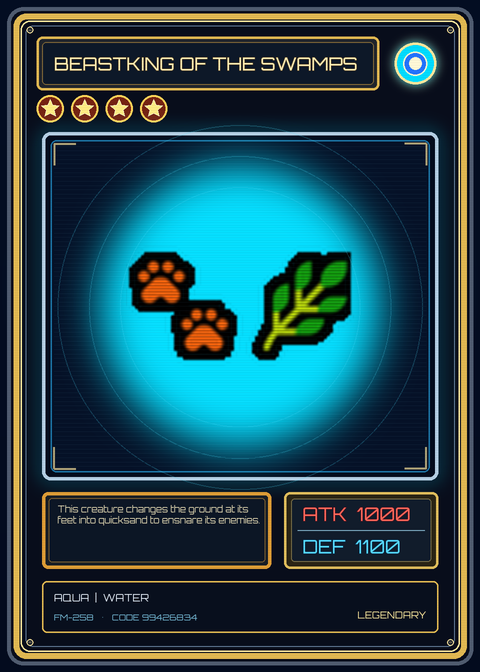 BEASTKING OF THE SWAMPS
This creature changes the ground at its
feet into quicksand to ensnare its enemies.
ATK 1000
DEF 1100
AQUA | WATER
FM-258 · CODE 99426834
LEGENDARY